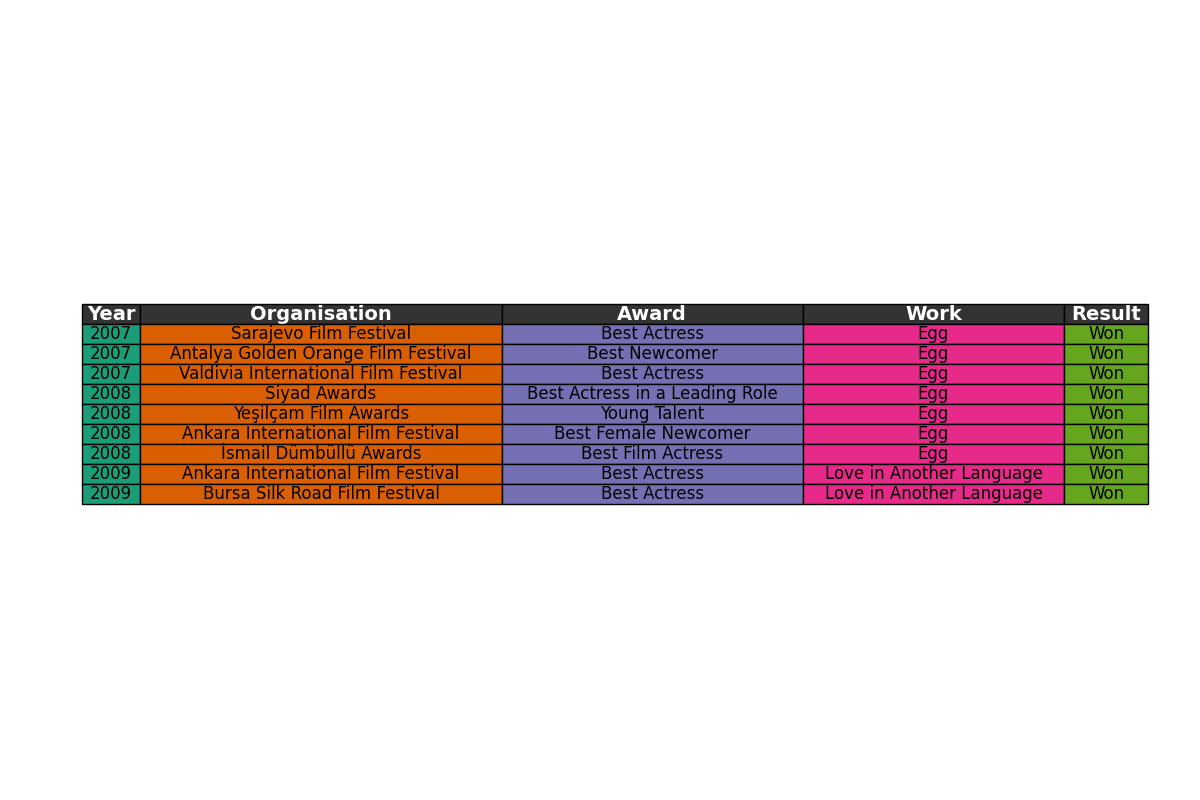 Year Organisation Award Work Result
2007 Sarajevo Film Festival Best Actress Egg Won
2007 Antalya Golden Orange Film Festival Best Newcomer Egg Won
2007 Valdivia International Film Festival Best Actress Egg Won
2008 Siyad Awards Best Actress in a Leading Role Egg Won
2008 Yeşilçam Film Awards Young Talent Egg Won
2008 Ankara International Film Festival Best Female Newcomer Egg Won
2008 İsmail Dümbüllü Awards Best Film Actress Egg Won
2009 Ankara International Film Festival Best Actress Love in Another Language Won
2009 Bursa Silk Road Film Festival Best Actress Love in Another Language Won